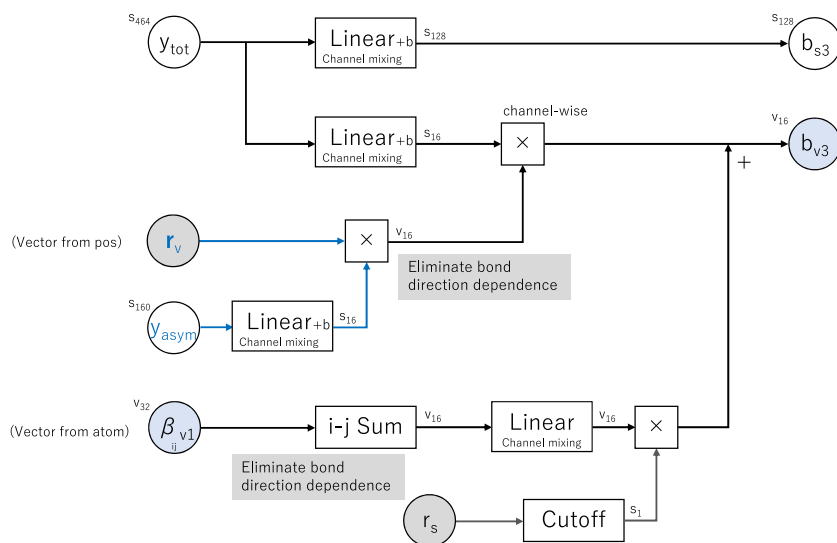 s464
ytot
Linear+b
Channel mixing
s128
s128
bs3
channel-wise
Linear+b
Channel mixing
s16
×
v16
bv3
+
(Vector from pos)
rv
×
v16
Eliminate bond
direction dependence
s160
yasym
Linear+b
Channel mixing
s16
(Vector from atom)
v32
βij v1
i-j Sum
v16
Linear
Channel mixing
v16
×
Eliminate bond
direction dependence
rs
Cutoff
s1